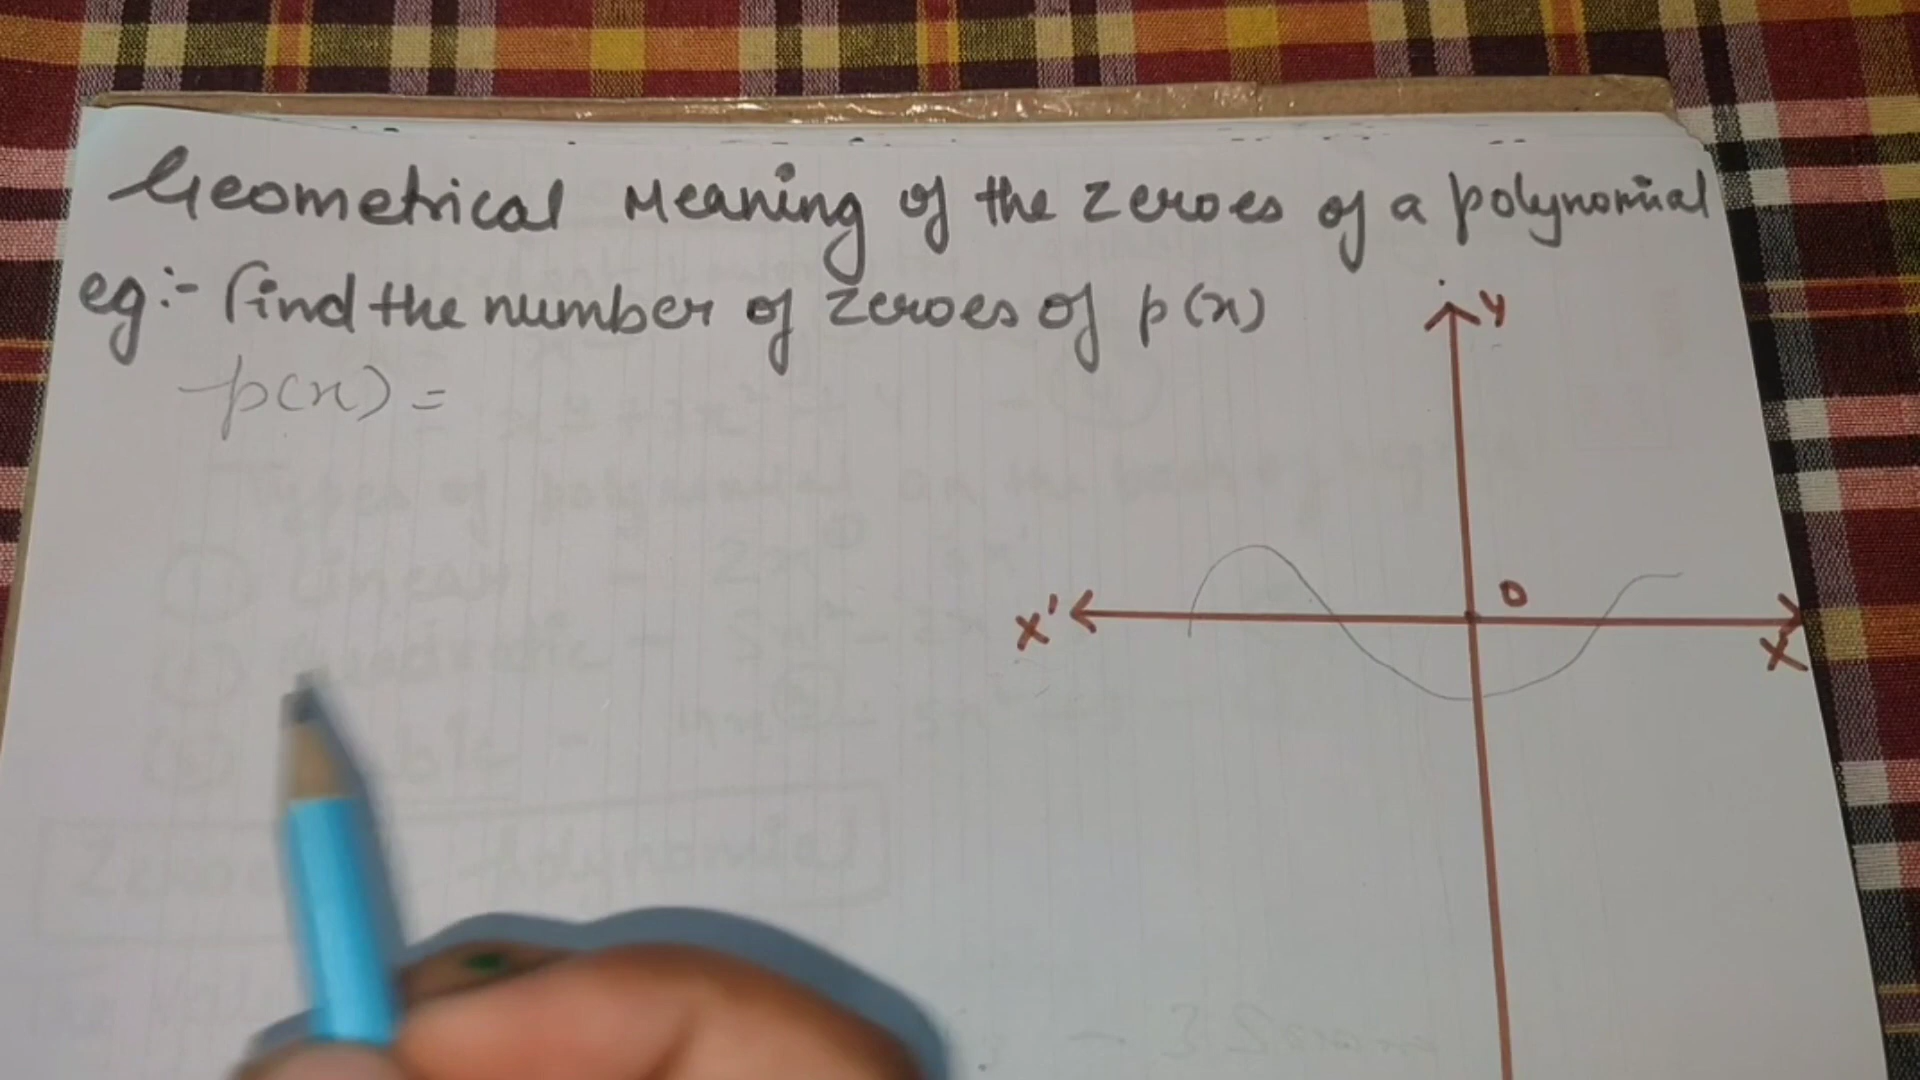 Geometrical Meaning of the Zeroes of a polynomial
eg:- Find the number of Zeroes of p(x)
p(x) =
Y
O
X'
X